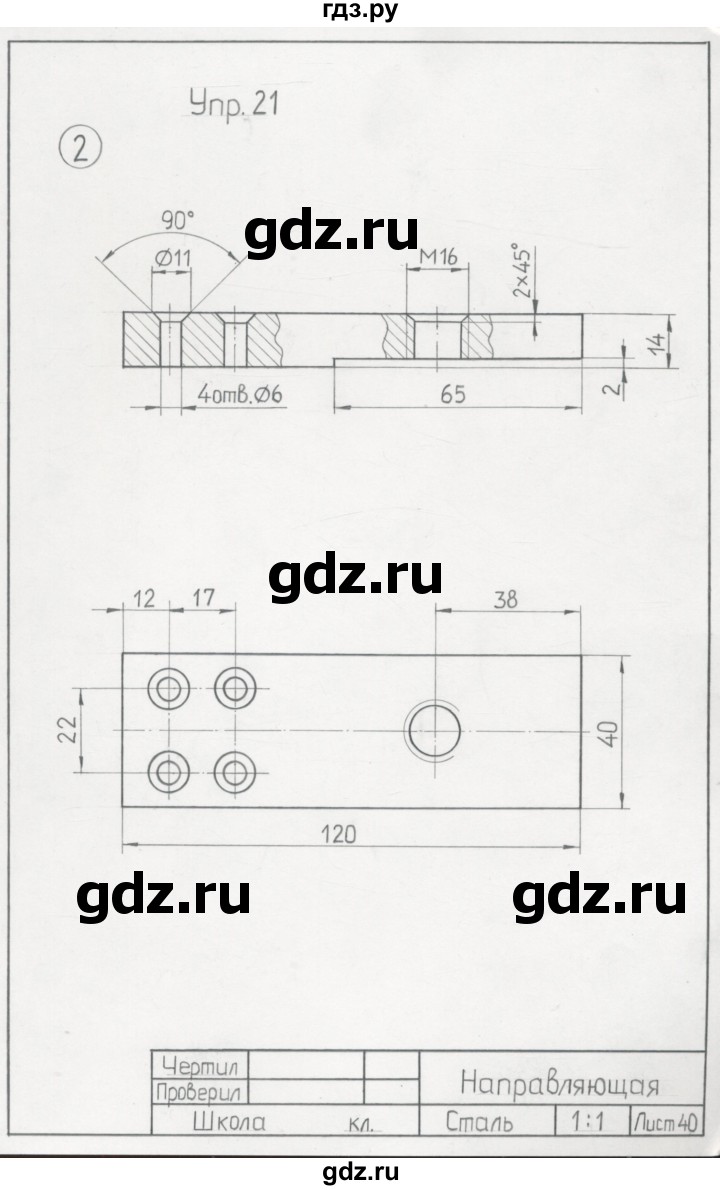 гдз.ру
Упр. 21
2
90°
gdz.ru
Ø11
М16
2×45°
14
4отв.Ø6
65
2
gdz.ru
12
17
38
22
40
120
gdz.ru
gdz.ru
Чертил
Проверил
Направляющая
Школа кл.
Сталь
1:1
Лист 40
gdz.ru